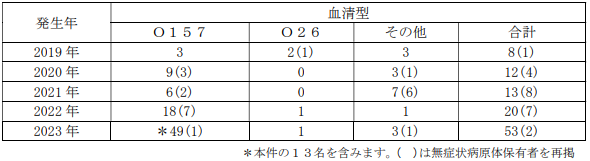 発生年 血清型
Ｏ１５７ Ｏ２６ その他 合計
2019 年 3 2(1) 3 8(1)
2020 年 9(3) 0 3(1) 12(4)
2021 年 6(2) 0 7(6) 13(8)
2022 年 18(7) 1 1 20(7)
2023 年 ＊49(1) 1 3(1) 53(2)
＊本件の１３名を含みます。(　)は無症状病原体保有者を再掲